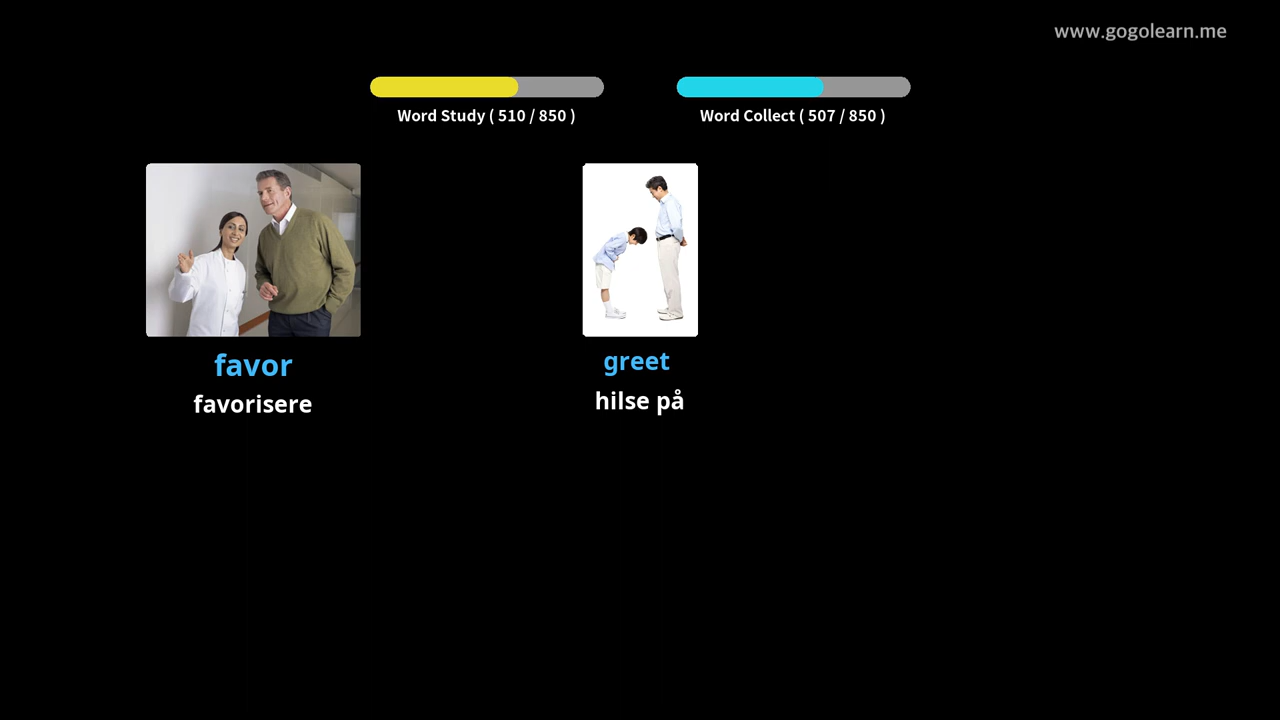 www.gogolearn.me
Word Study ( 510 / 850 )
Word Collect ( 507 / 850 )
favor
favorisere
greet
hilse på